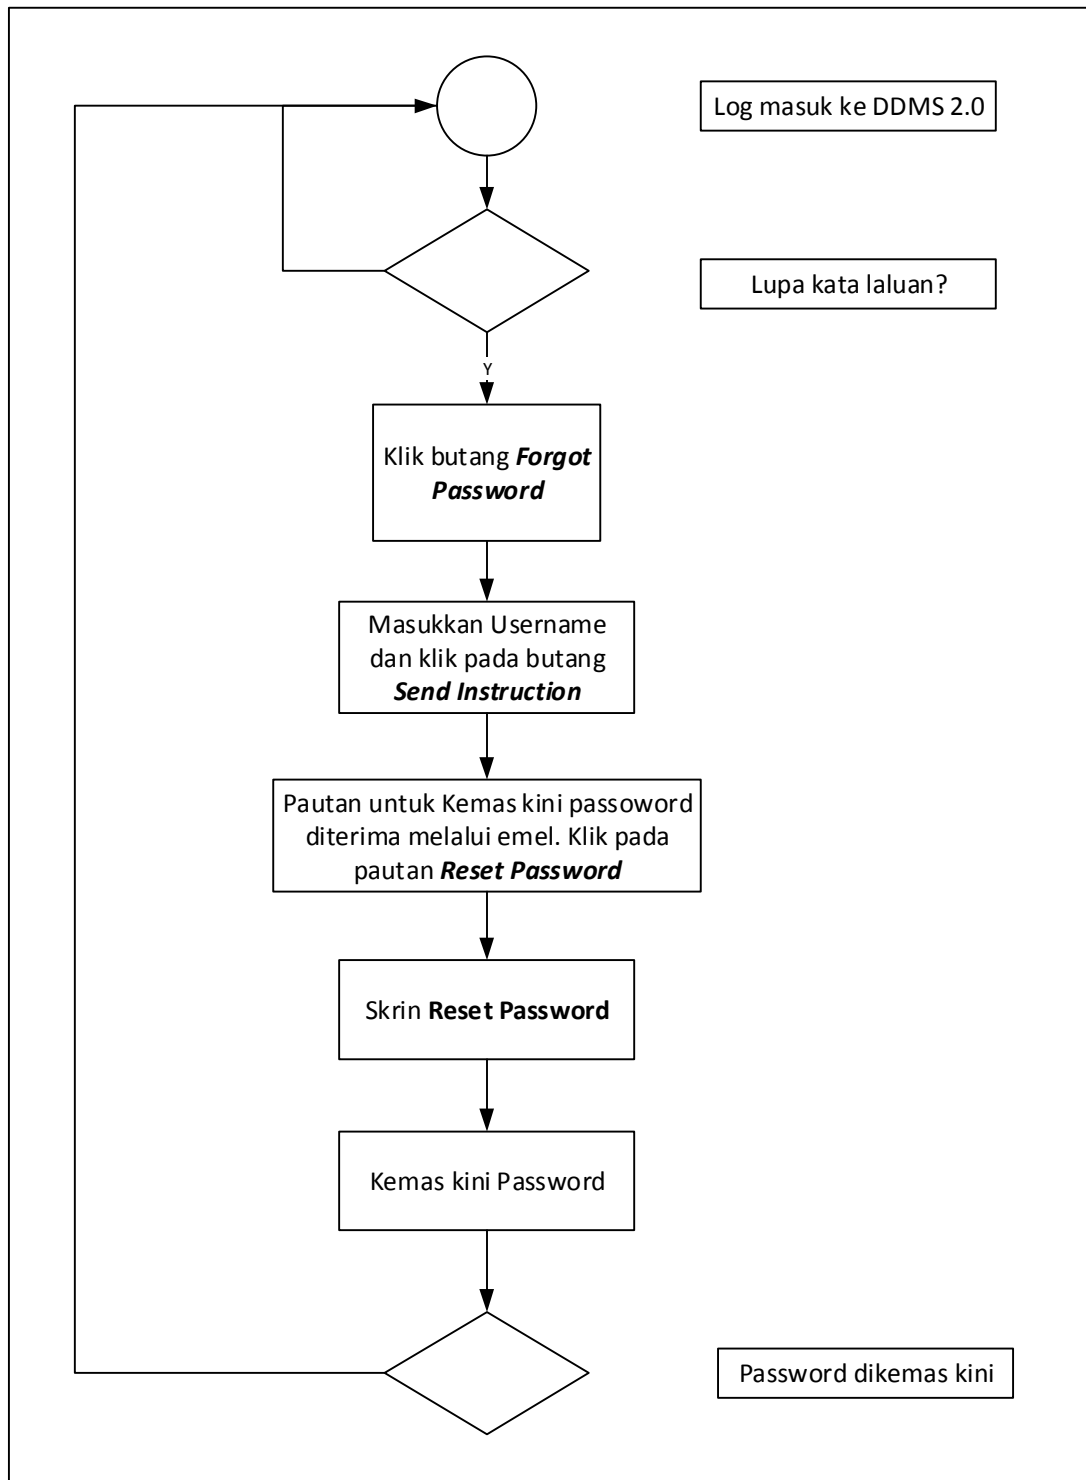 Log masuk ke DDMS 2.0
Lupa kata laluan?
Y
Klik butang Forgot
Password
Masukkan Username
dan klik pada butang
Send Instruction
Pautan untuk Kemas kini passoword
diterima melalui emel. Klik pada
pautan Reset Password
Skrin Reset Password
Kemas kini Password
Password dikemas kini